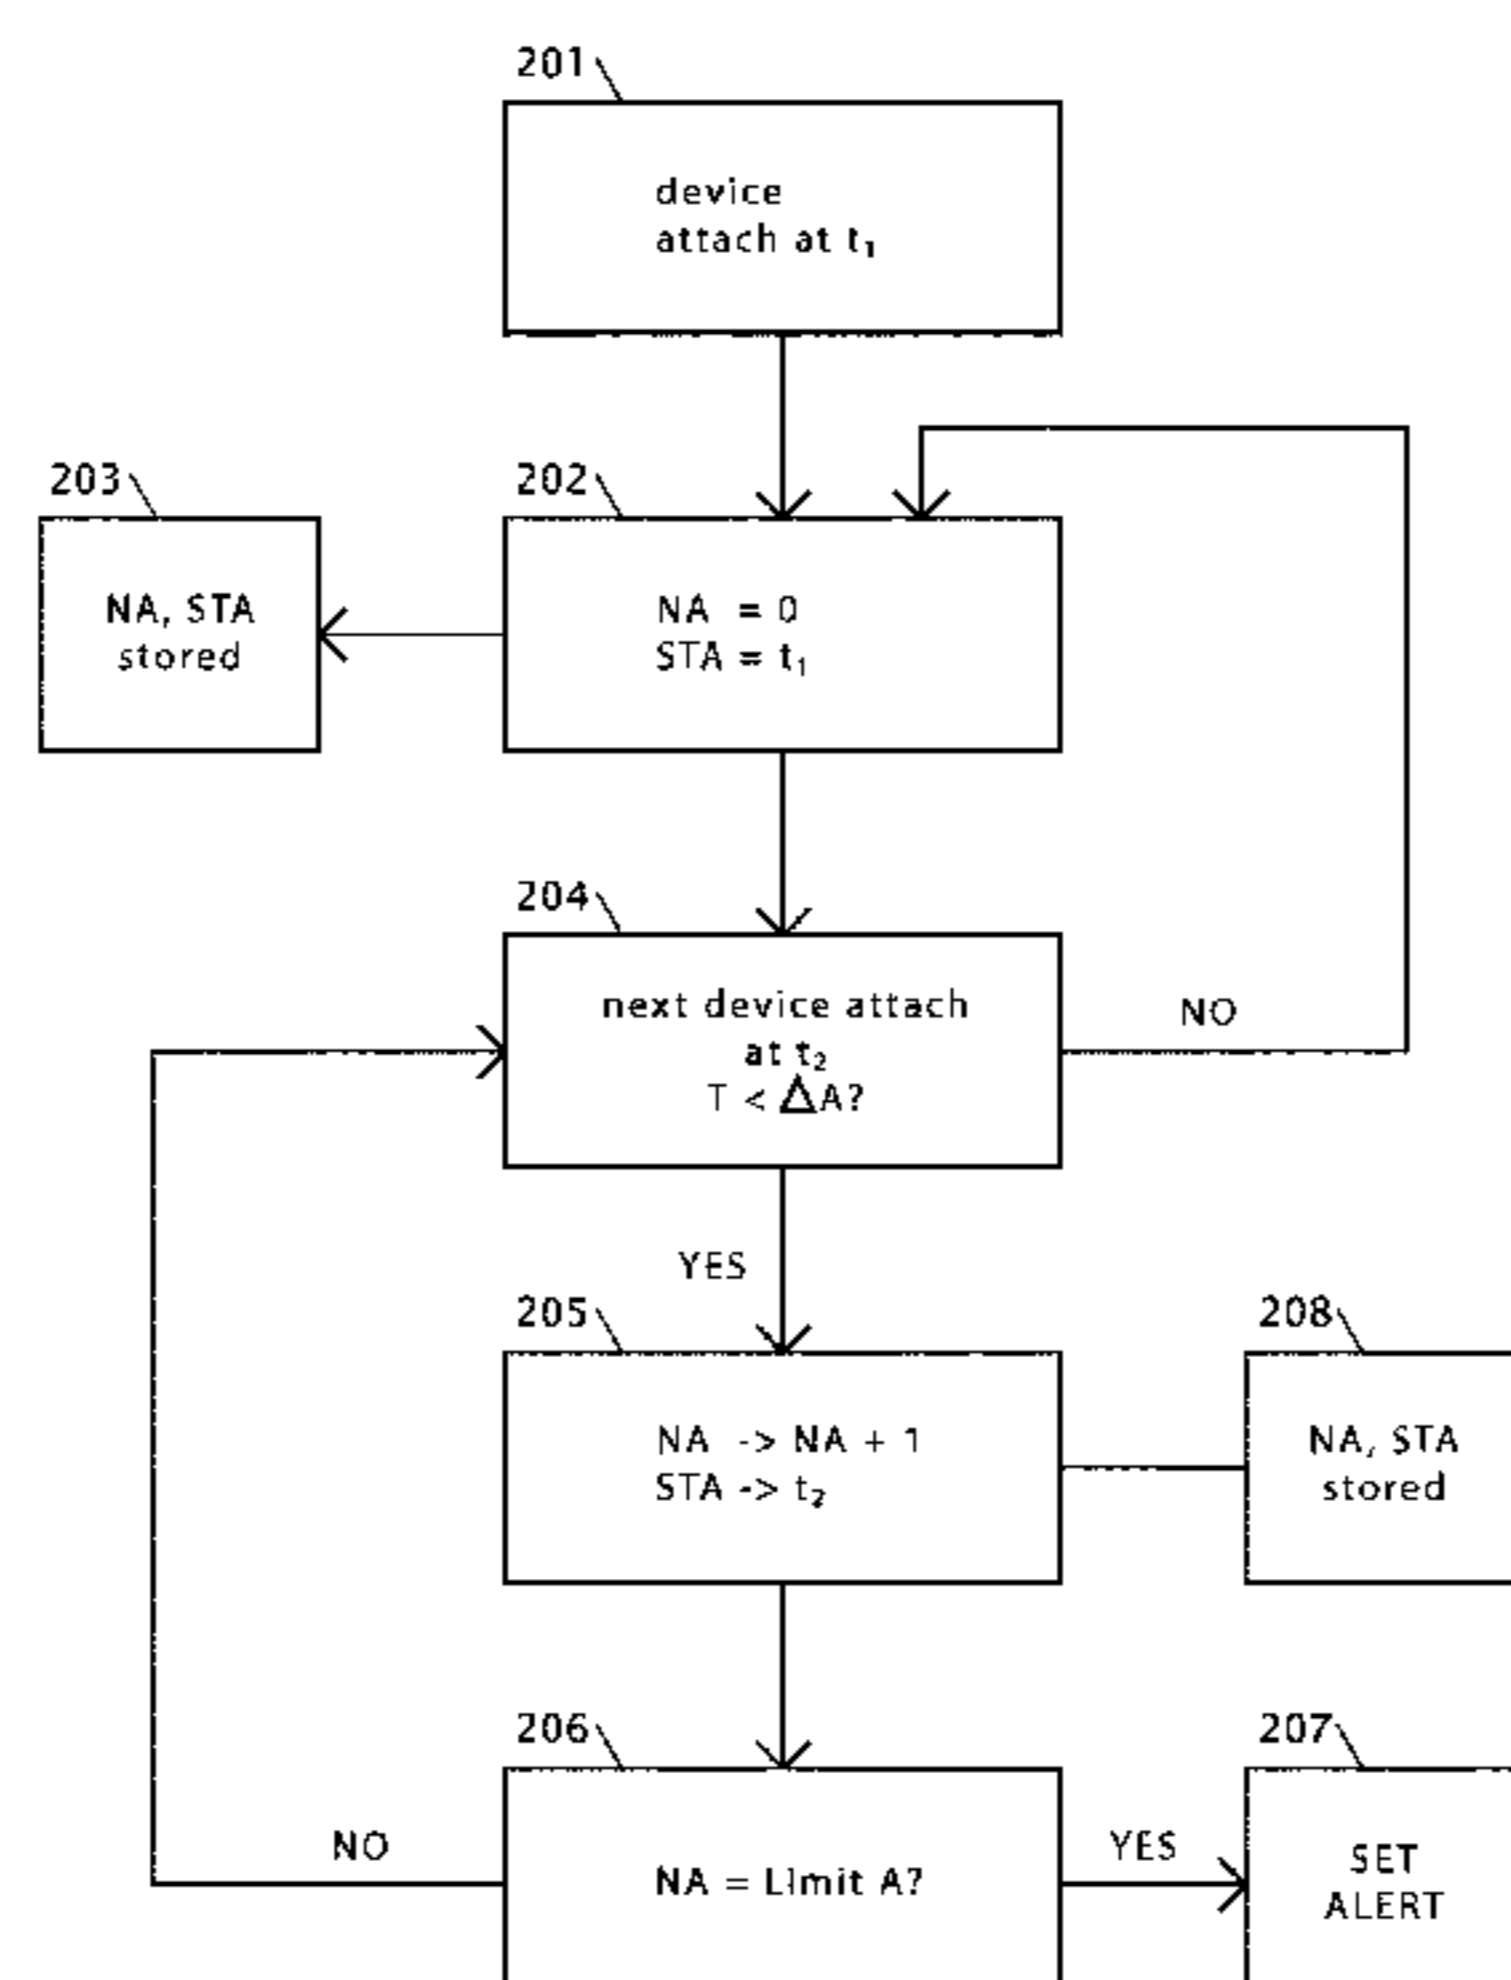 201
device
attach at t₁
203
NA, STA
stored
202
NA = 0
STA = t₁
204
next device attach
at t₂
T < ΔA?
NO
YES
205
NA -> NA + 1
STA -> t₂
208
NA, STA
stored
206
NA = Limit A?
NO
YES
207
SET
ALERT